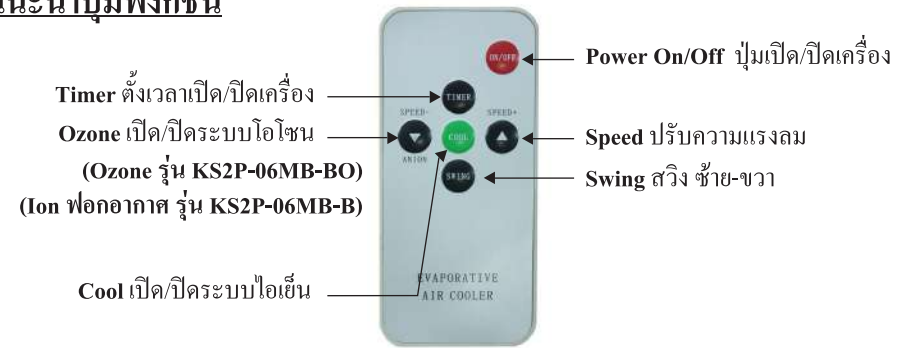 แนะนำปุ่มฟังก์ชั่น
Power On/Off ปุ่มเปิด/ปิดเครื่อง
Timer ตั้งเวลาเปิด/ปิดเครื่อง
Ozone เปิด/ปิดระบบโอโซน
(Ozone รุ่น KS2P-06MB-BO)
(Ion ฟอกอากาศ รุ่น KS2P-06MB-B)
Cool เปิด/ปิดระบบไอเย็น
Speed ปรับความแรงลม
Swing สวิง ซ้าย-ขวา
ON/OFF
TIMER
SPEED-
SPEED+
COOL
ANION
SWING
EVAPORATIVE
AIR COOLER